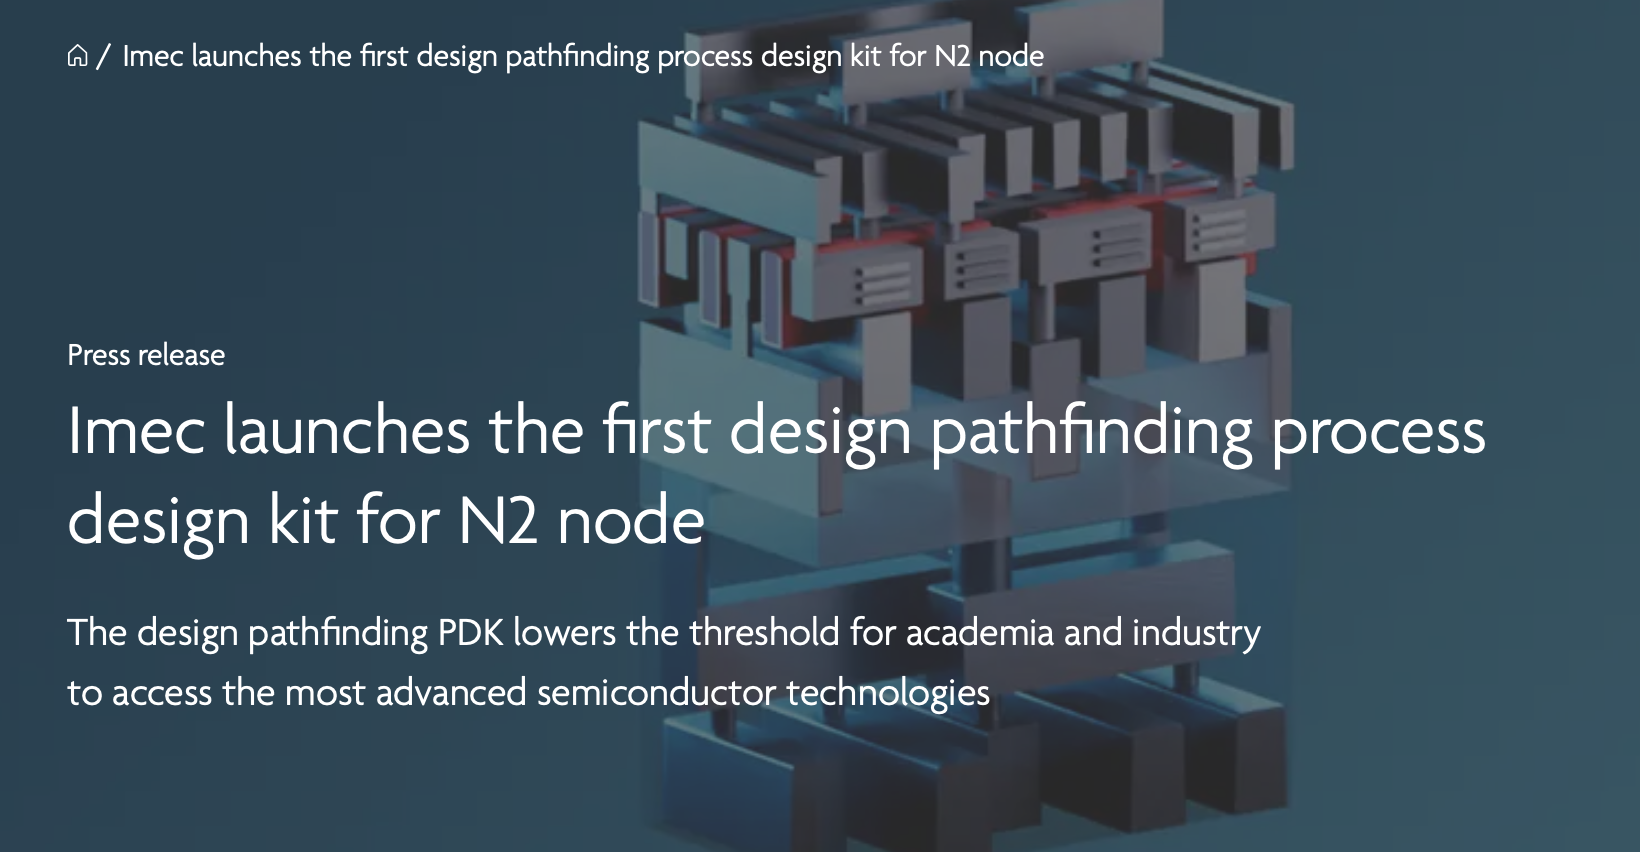 / Imec launches the first design pathfinding process design kit for N2 node
Press release
Imec launches the first design pathfinding process
design kit for N2 node
The design pathfinding PDK lowers the threshold for academia and industry
to access the most advanced semiconductor technologies